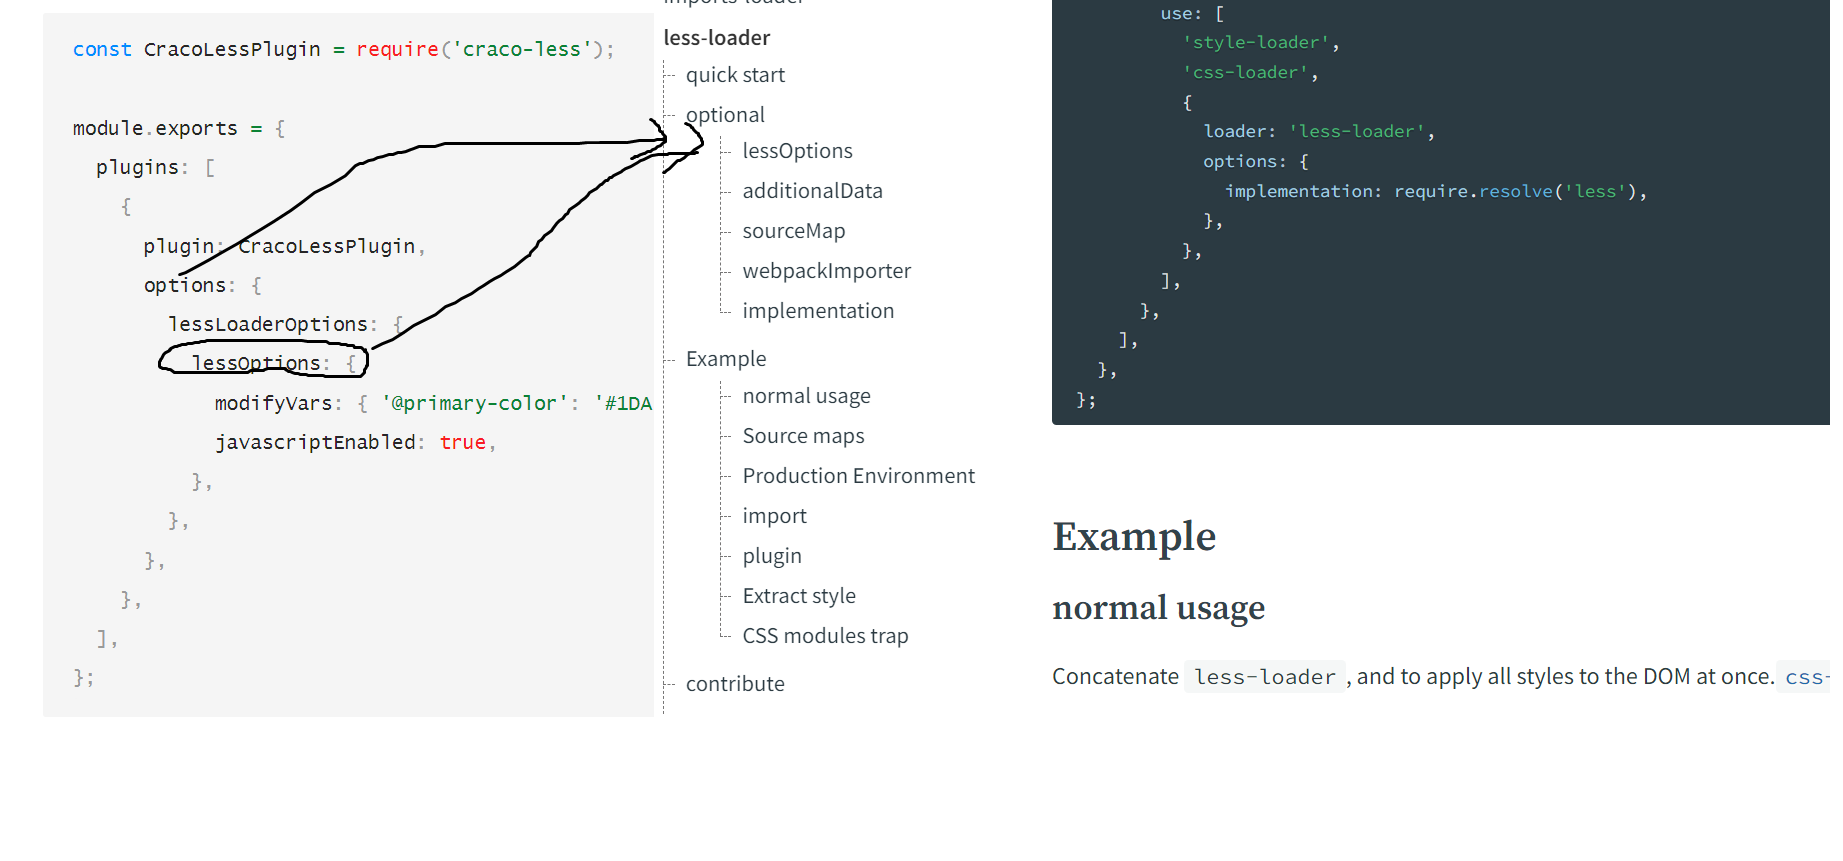 const CracoLessPlugin = require('craco-less');
module.exports = {
plugins: [
{
plugin: CracoLessPlugin,
options: {
lessLoaderOptions: {
lessOptions: {
modifyVars: { '@primary-color': '#1DA
javascriptEnabled: true,
},
},
},
},
],
};
imports-loader
less-loader
quick start
optional
lessOptions
additionalData
sourceMap
webpackImporter
implementation
Example
normal usage
Source maps
Production Environment
import
plugin
Extract style
CSS modules trap
contribute
use: [
'style-loader',
'css-loader',
{
loader: 'less-loader',
options: {
implementation: require.resolve('less'),
},
},
],
},
],
},
};
Example
normal usage
Concatenate less-loader , and to apply all styles to the DOM at once. css-